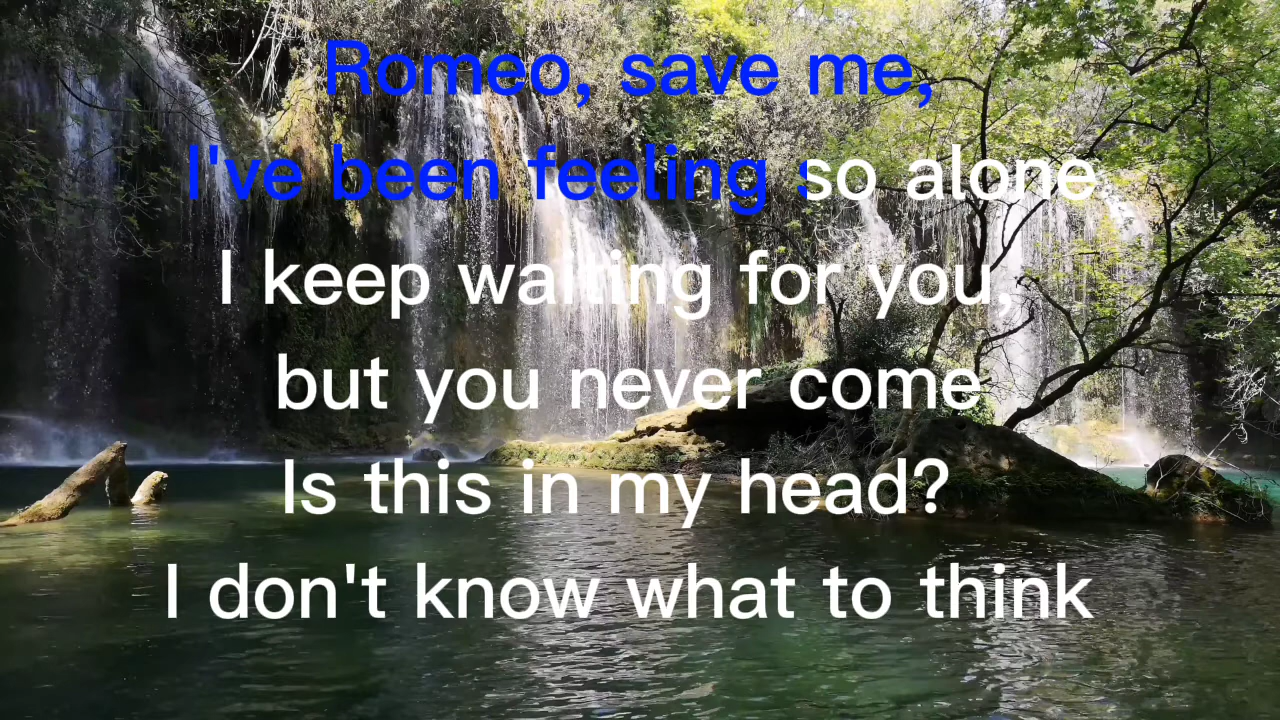 Romeo, save me,
I've been feeling so alone
I keep waiting for you,
but you never come
Is this in my head?
I don't know what to think